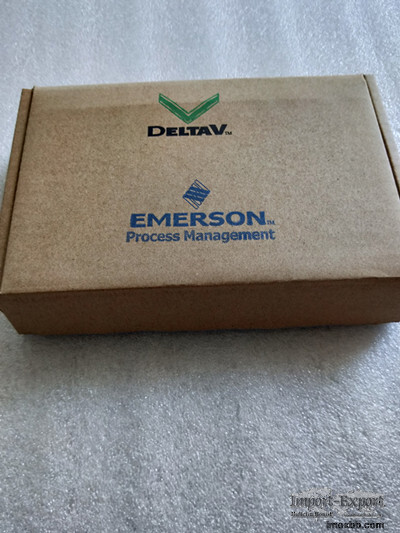 DELTAV™
EMERSON™
Process Management
Import-Export